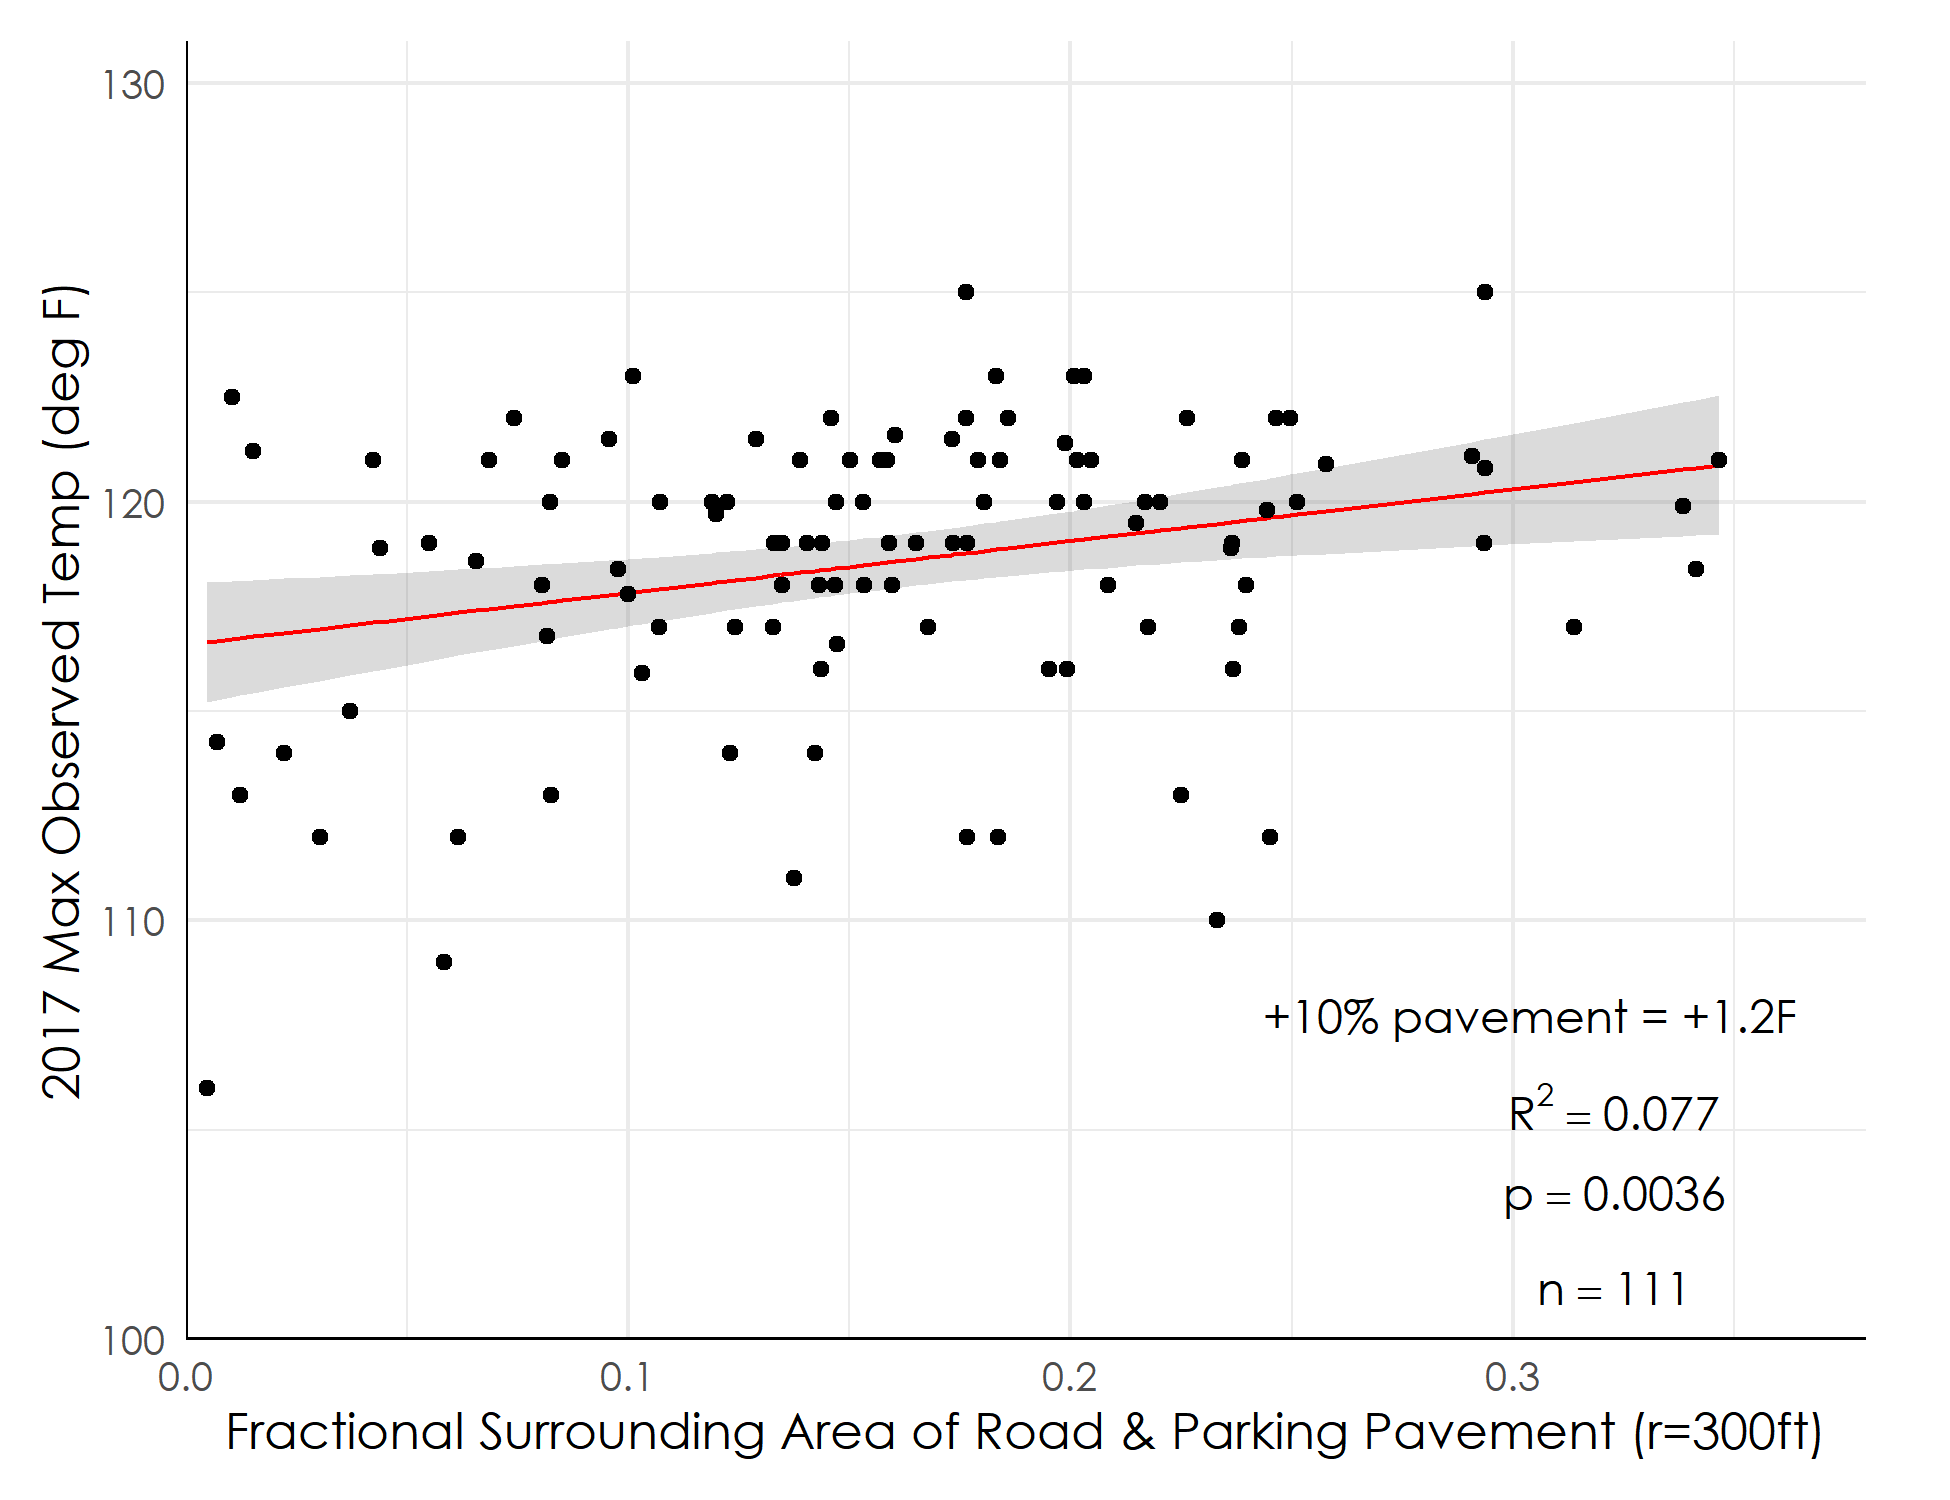 2017 Max Observed Temp (deg F)
130
120
110
100
+10% pavement = +1.2F
R² = 0.077
p = 0.0036
n = 111
0.0 0.1 0.2 0.3
Fractional Surrounding Area of Road & Parking Pavement (r=300ft)